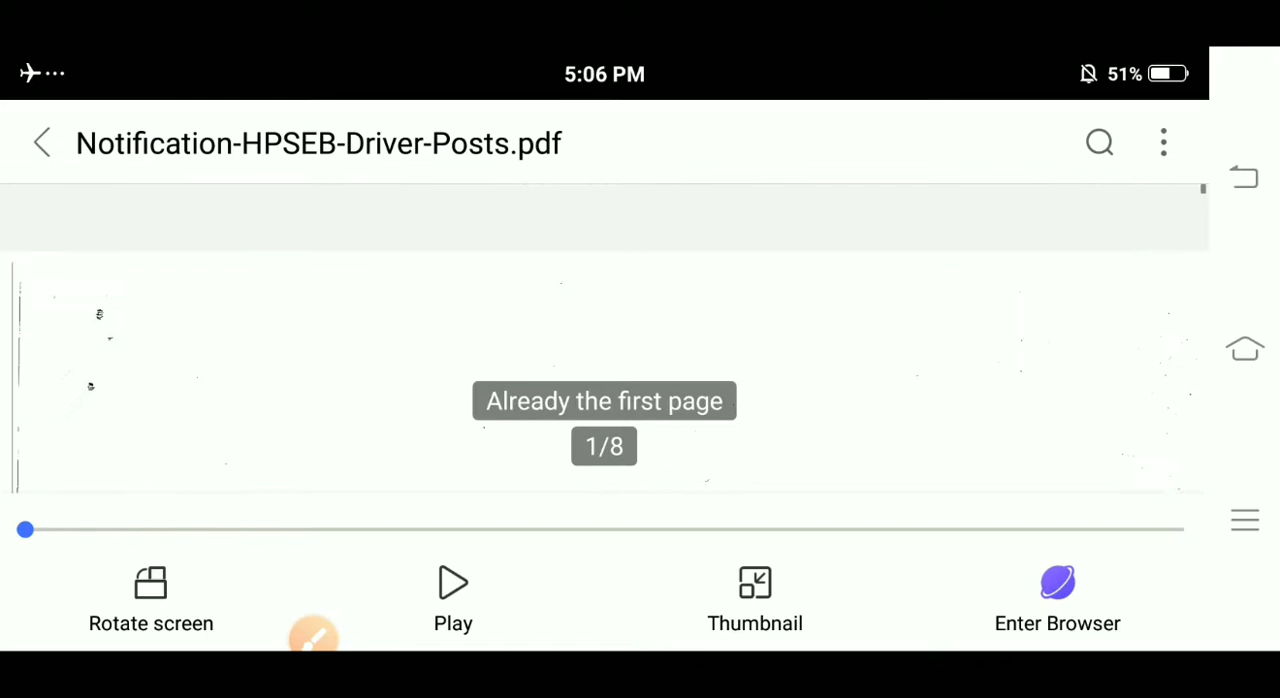 5:06 PM
51%
Notification-HPSEB-Driver-Posts.pdf
Already the first page
1/8
Rotate screen
Play
Thumbnail
Enter Browser